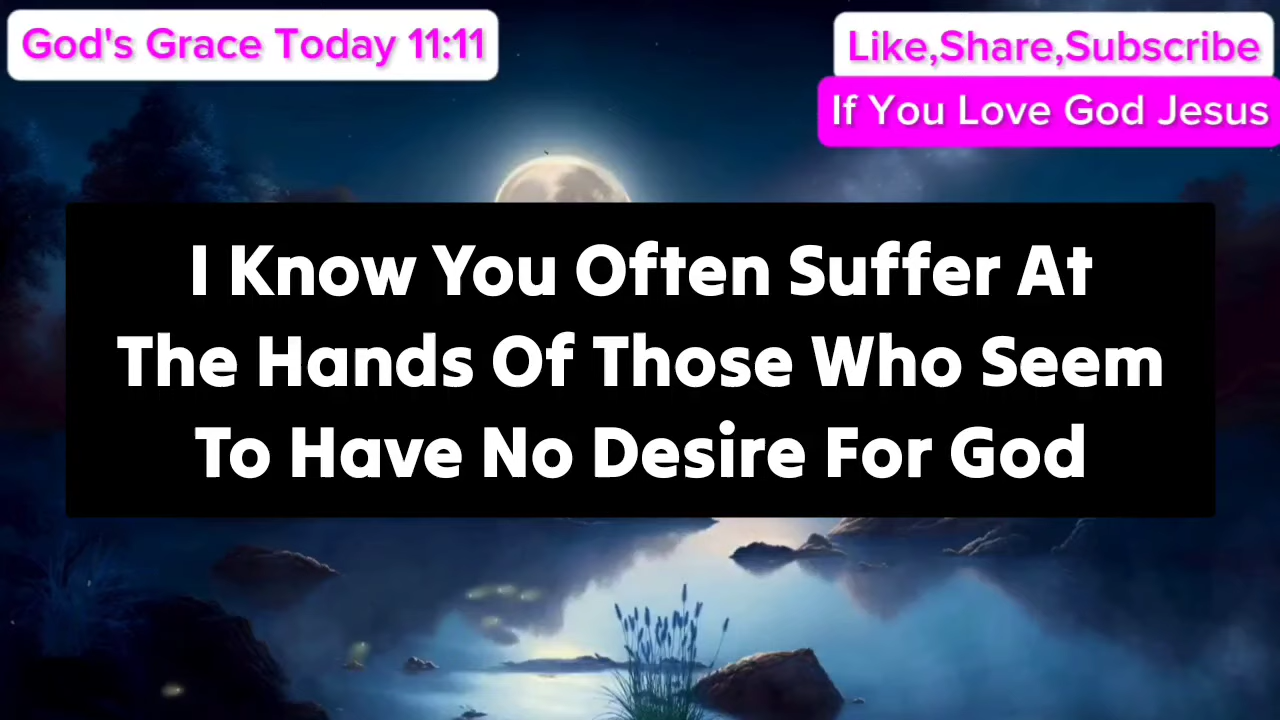 God's Grace Today 11:11
Like,Share,Subscribe
If You Love God Jesus
I Know You Often Suffer At
The Hands Of Those Who Seem
To Have No Desire For God